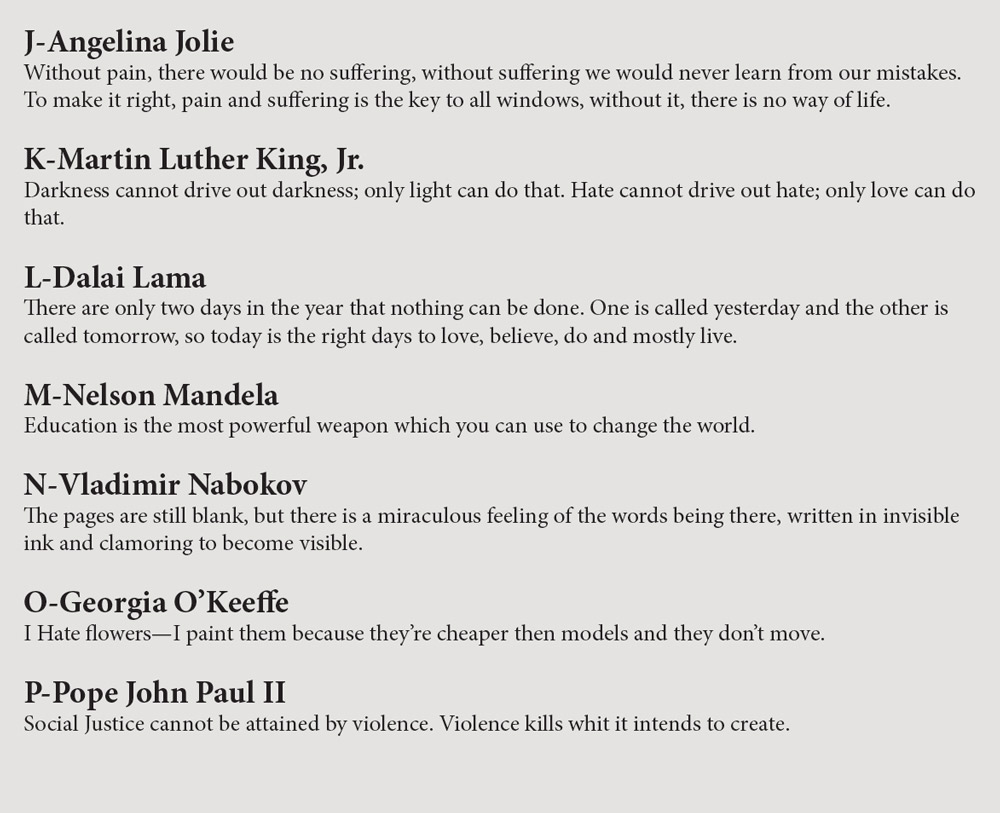 J-Angelina Jolie
Without pain, there would be no suffering, without suffering we would never learn from our mistakes.
To make it right, pain and suffering is the key to all windows, without it, there is no way of life.
K-Martin Luther King, Jr.
Darkness cannot drive out darkness; only light can do that. Hate cannot drive out hate; only love can do
that.
L-Dalai Lama
There are only two days in the year that nothing can be done. One is called yesterday and the other is
called tomorrow, so today is the right days to love, believe, do and mostly live.
M-Nelson Mandela
Education is the most powerful weapon which you can use to change the world.
N-Vladimir Nabokov
The pages are still blank, but there is a miraculous feeling of the words being there, written in invisible
ink and clamoring to become visible.
O-Georgia O’Keeffe
I Hate flowers—I paint them because they’re cheaper then models and they don’t move.
P-Pope John Paul II
Social Justice cannot be attained by violence. Violence kills whit it intends to create.